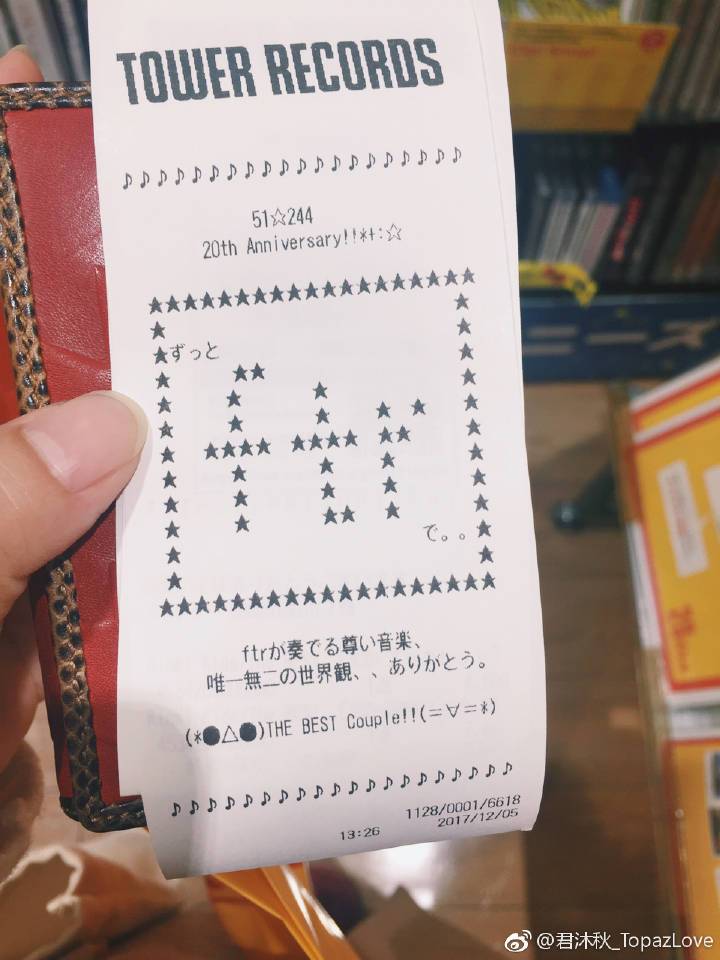 TOWER RECORDS
♪♪♪♪♪♪♪♪♪♪♪♪♪♪♪♪♪♪♪♪
51☆244
20th Anniversary!!*+:☆
ずっと
ftr
で。。
ftrが奏でる尊い音楽、
唯一無二の世界観、、ありがとう。
(*●△●)THE BEST Couple!!(=∀=*)
♪♪♪♪♪♪♪♪♪♪♪♪♪♪♪♪♪♪♪♪
1128/0001/6618
13:26 2017/12/05
@君沐秋_TopazLove